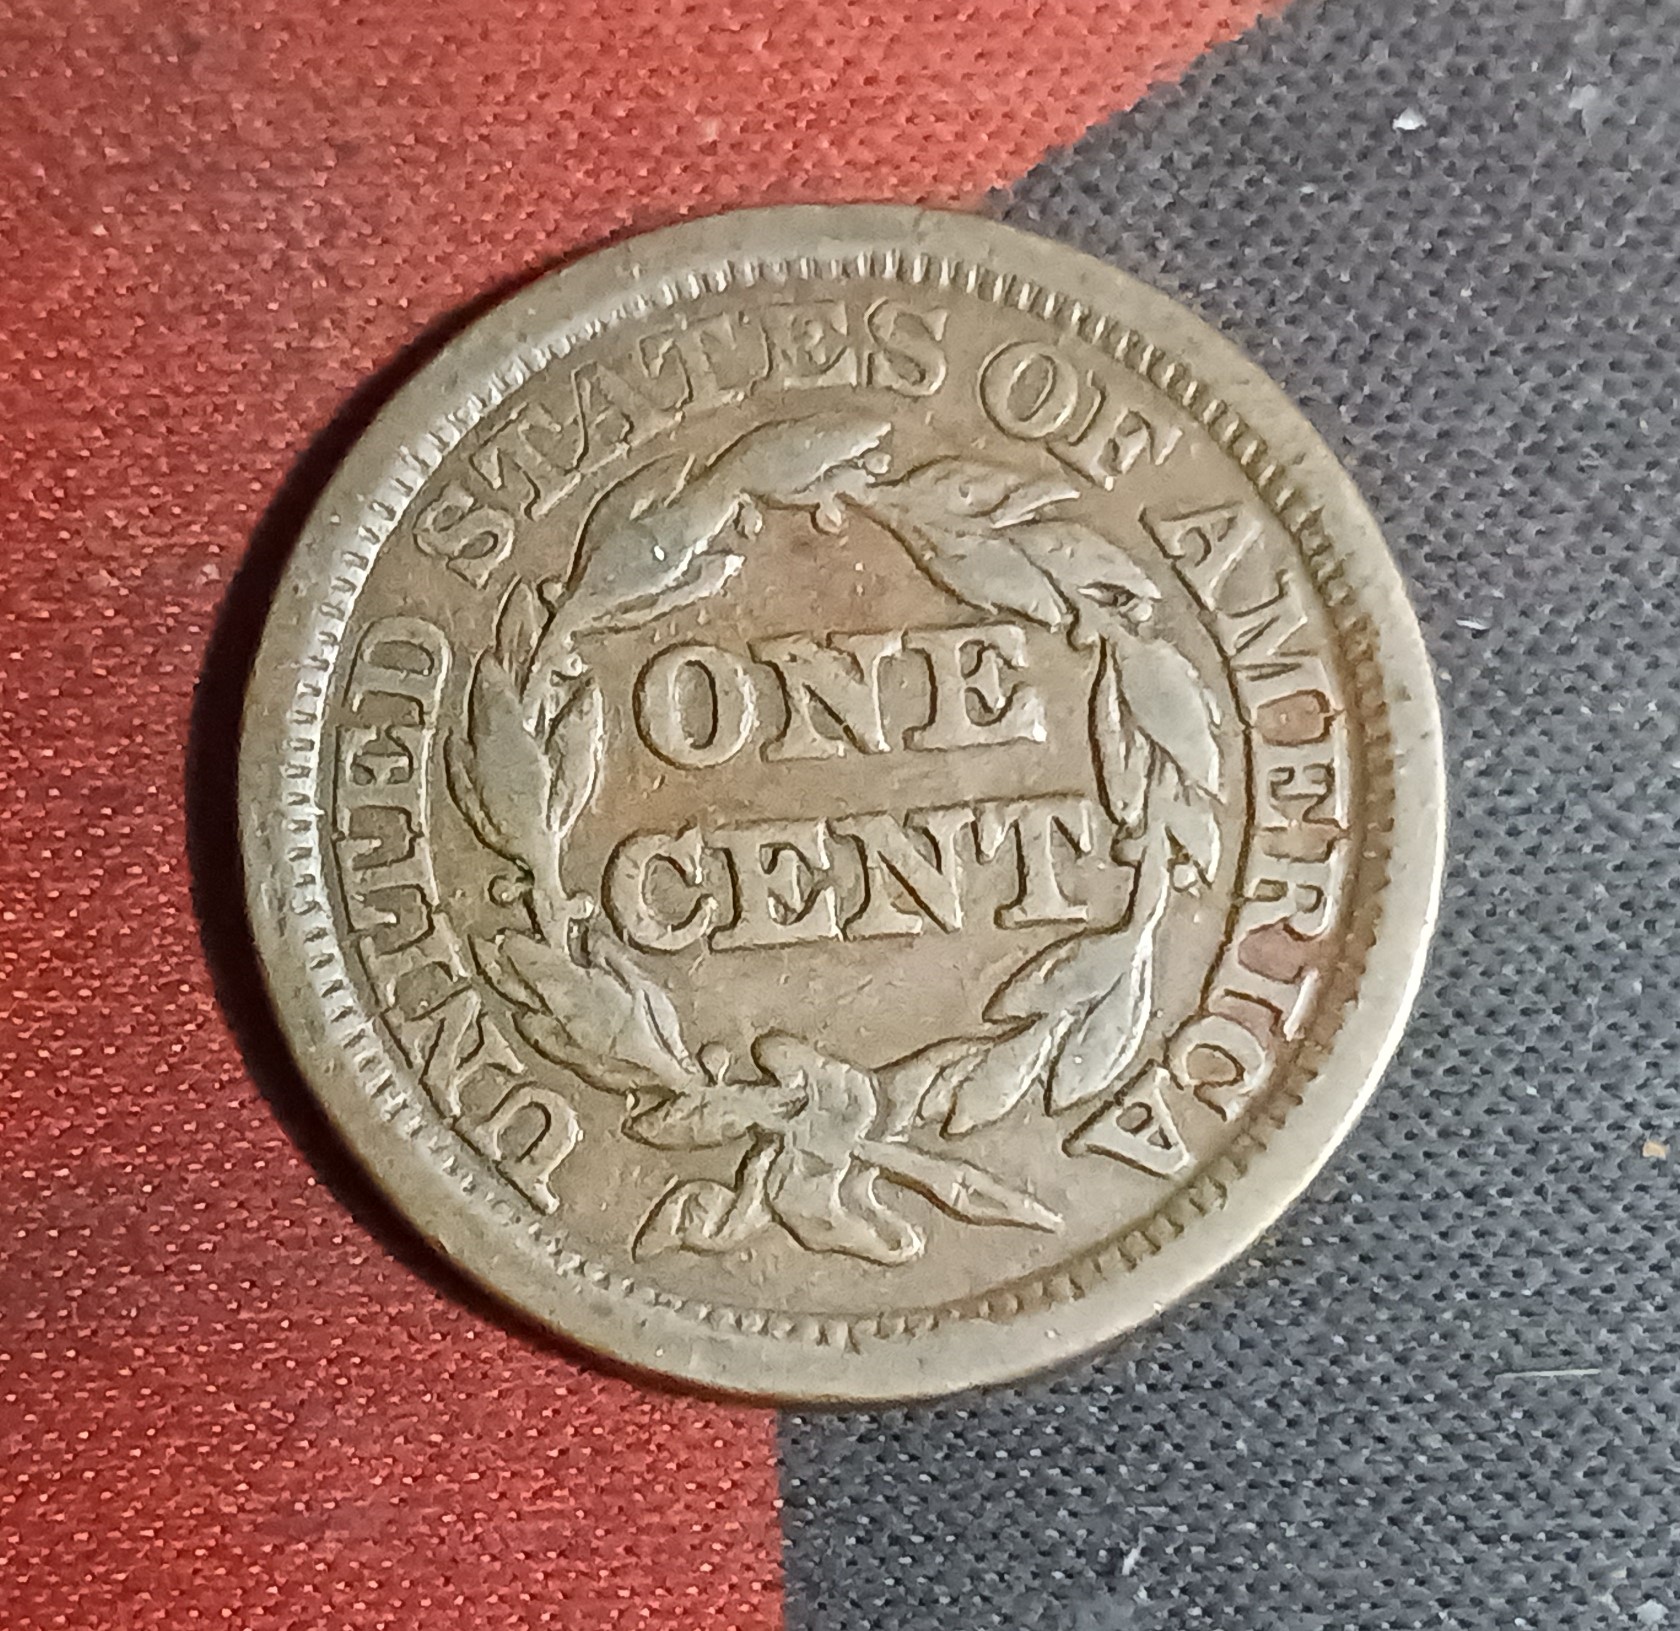 UNITED STATES OF AMERICA
ONE
CENT